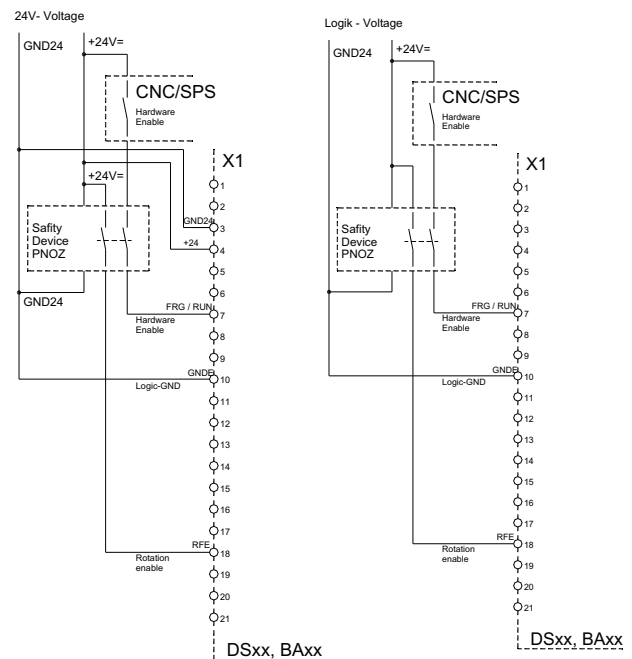 24V- Voltage
GND24
+24V=
CNC/SPS
Hardware
Enable
X1
+24V=
1
2
GND24
3
+24
4
Safity
Device
PNOZ
5
6
GND24
FRG / RUN
7
Hardware
Enable
8
9
GNDE
10
Logic-GND
11
12
13
14
15
16
17
RFE
18
Rotation
enable
19
20
21
DSxx, BAxx
Logik - Voltage
GND24
+24V=
CNC/SPS
Hardware
Enable
X1
1
2
3
Safity
Device
PNOZ
4
5
6
FRG / RUN
7
Hardware
Enable
8
9
GNDE
10
Logic-GND
11
12
13
14
15
16
17
RFE
18
Rotation
enable
19
20
21
DSxx, BAxx